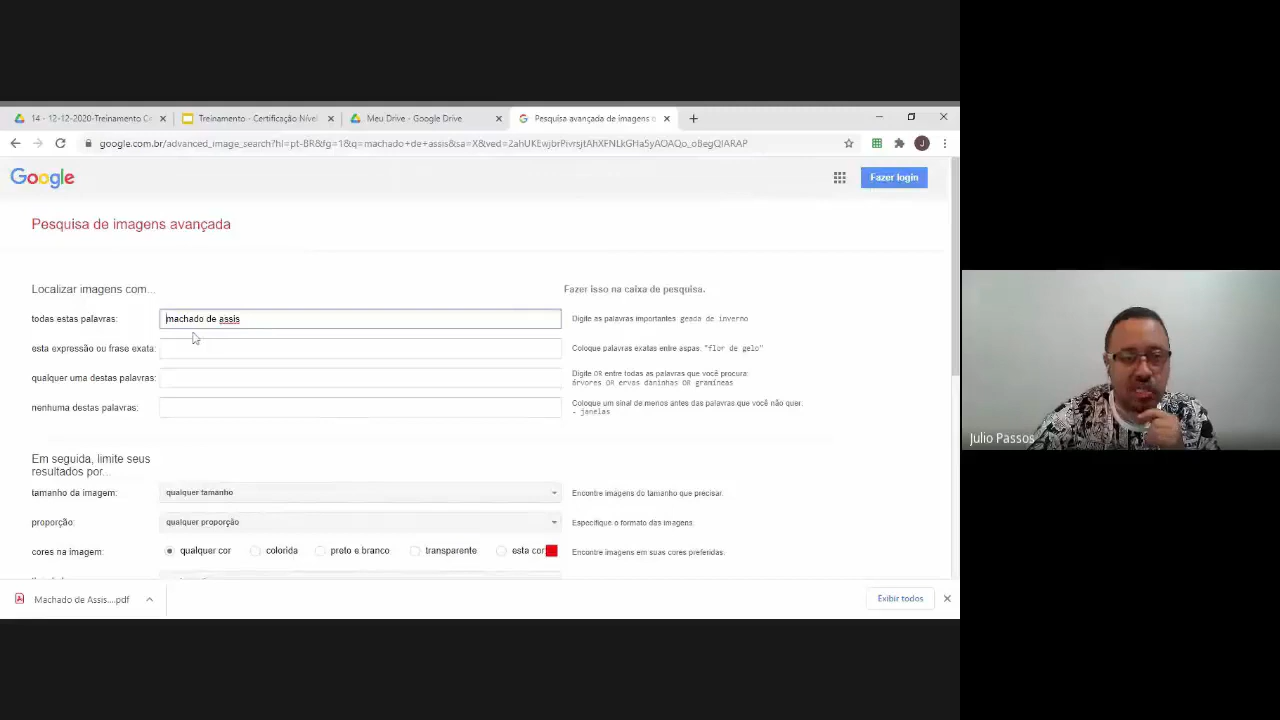 14 - 12-12-2020-Treinamento Ce
Treinamento - Certificação Nível
Meu Drive - Google Drive
Pesquisa avançada de imagens
google.com.br/advanced_image_search?hl=pt-BR&fg=1&q=machado+de+assis&sa=X&ved=
J
Google
Fazer login
Pesquisa de imagens avançada
Localizar imagens com...
Fazer isso na caixa de pesquisa.
todas estas palavras:
machado de assis
Digite as palavras importantes: geada de inverno
esta expressão ou frase exata:
Coloque palavras exatas entre aspas: "flor de gelo"
qualquer uma destas palavras:
Digite OR entre todas as palavras que você procura:
árvores OR ervas daninhas OR gramíneas
nenhuma destas palavras:
Coloque um sinal de menos antes das palavras que você não quer:
- janelas
Em seguida, limite seus
resultados por...
tamanho da imagem:
qualquer tamanho
Encontre imagens do tamanho que precisar.
proporção:
qualquer proporção
Especifique o formato das imagens.
cores na imagem:
qualquer cor
colorida
preto e branco
transparente
esta cor:
Encontre imagens em suas cores preferidas.
Machado de Assis....pdf
Exibir todos
Julio Passos